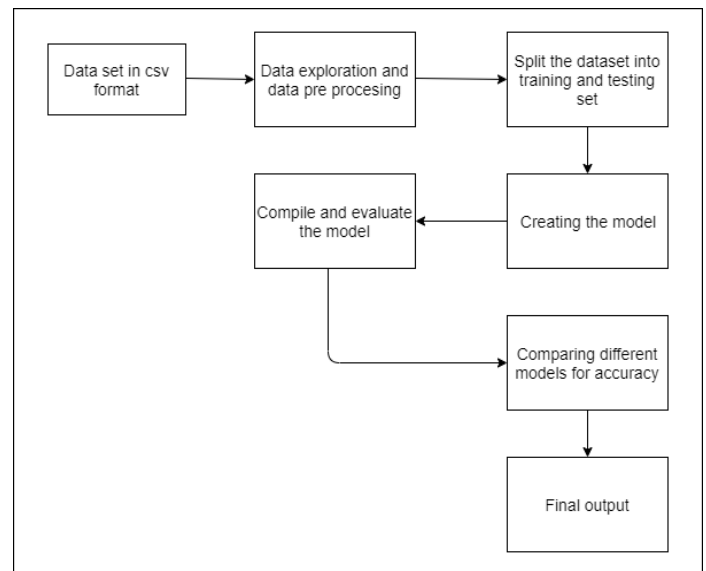 Data set in csv
format
Data exploration and
data pre procesing
Split the dataset into
training and testing
set
Creating the model
Compile and evaluate
the model
Comparing different
models for accuracy
Final output